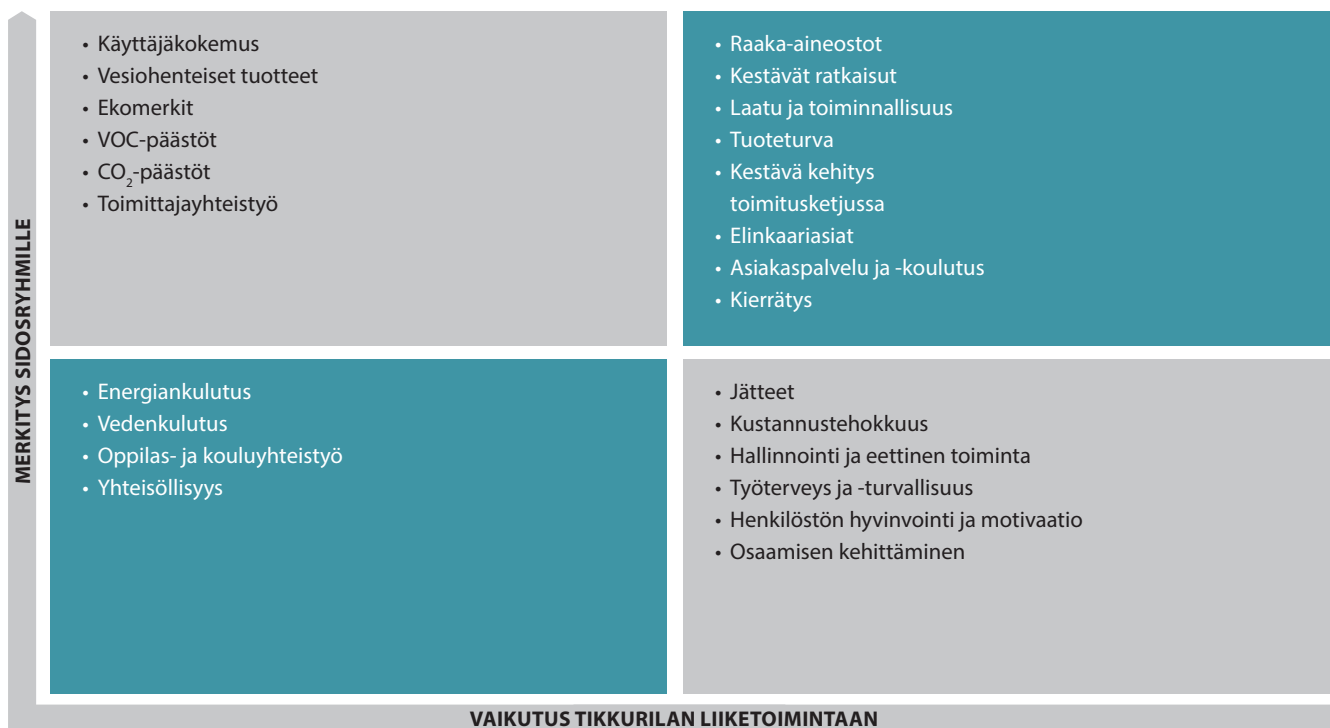 MERKITYS SIDOSRYHMILLE
• Käyttäjäkokemus
• Vesiohenteiset tuotteet
• Ekomerkit
• VOC-päästöt
• CO₂-päästöt
• Toimittajayhteistyö
• Raaka-aineostot
• Kestävät ratkaisut
• Laatu ja toiminnallisuus
• Tuoteturva
• Kestävä kehitys
toimitusketjussa
• Elinkaariasiat
• Asiakaspalvelu ja -koulutus
• Kierrätys
• Energiankulutus
• Vedenkulutus
• Oppilas- ja kouluyhteistyö
• Yhteisöllisyys
• Jätteet
• Kustannustehokkuus
• Hallinnointi ja eettinen toiminta
• Työterveys ja -turvallisuus
• Henkilöstön hyvinvointi ja motivaatio
• Osaamisen kehittäminen
VAIKUTUS TIKKURILAN LIIKETOIMINTAAN